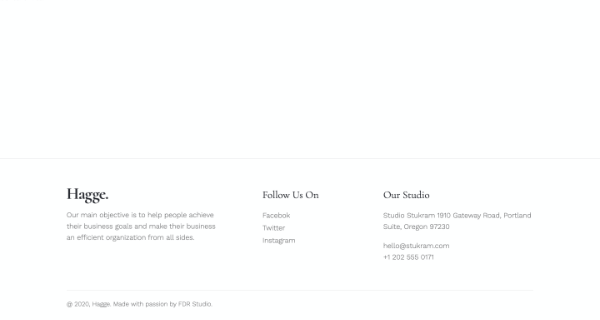 Hagge.
Our main objective is to help people achieve
their business goals and make their business
an efficient organization from all sides.
Follow Us On
Facebok
Twitter
Instagram
Our Studio
Studio Stukram 1910 Gateway Road, Portland
Suite, Oregon 97230
hello@stukram.com
+1 202 555 0171
@ 2020, Hagge. Made with passion by FDR Studio.